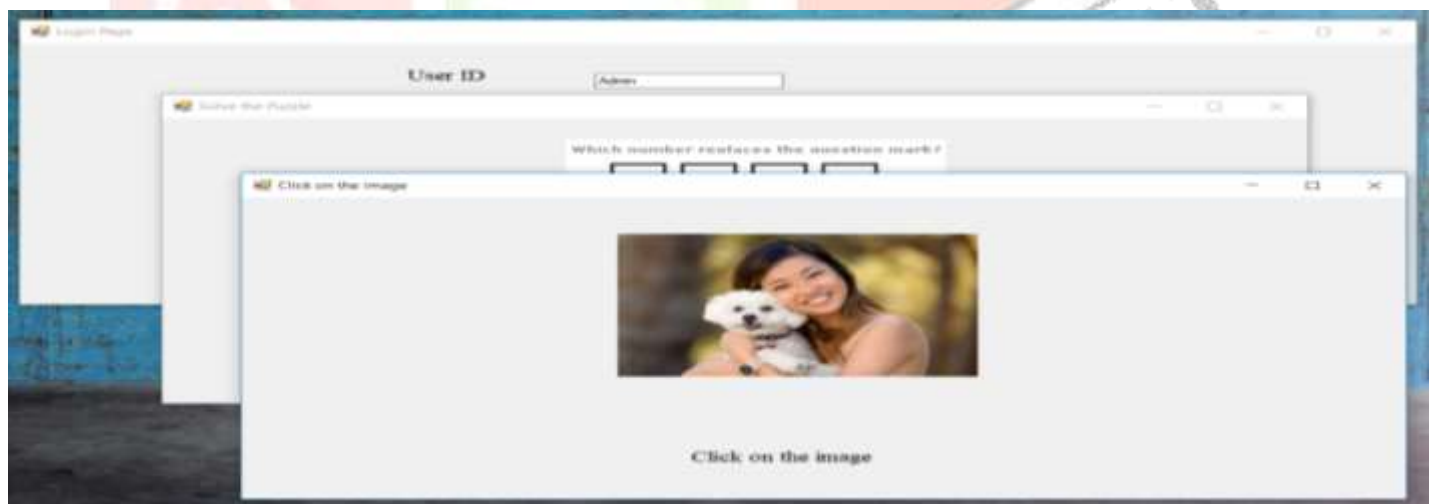 Login Page
User ID
Admin
Solve the Puzzle
Which number replaces the question mark?
Click on the image
Click on the image